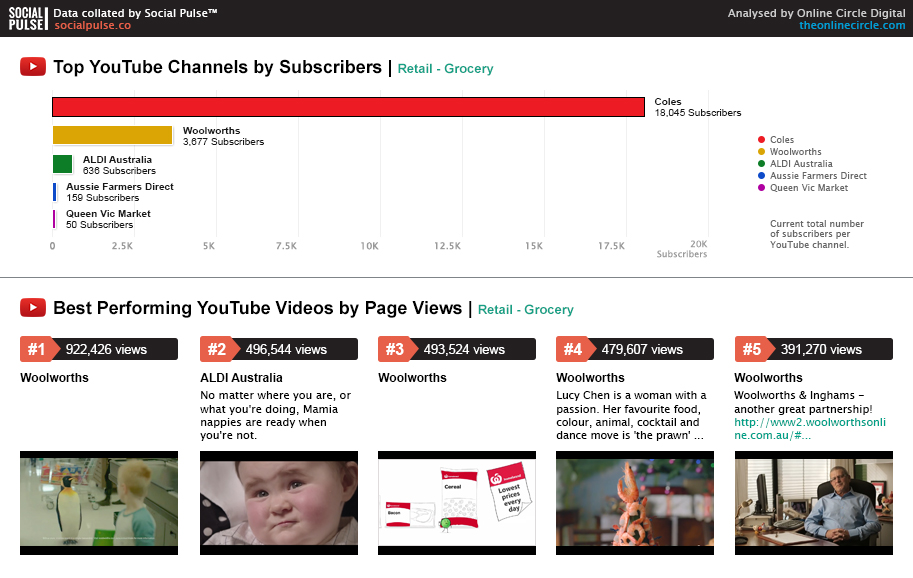 SOCIAL PULSE
Data collated by Social Pulse™
socialpulse.co
Analysed by Online Circle Digital
theonlinecircle.com
Top YouTube Channels by Subscribers | Retail - Grocery
Coles
18,045 Subscribers
Woolworths
3,677 Subscribers
ALDI Australia
636 Subscribers
Aussie Farmers Direct
159 Subscribers
Queen Vic Market
50 Subscribers
0 2.5K 5K 7.5K 10K 12.5K 15K 17.5K 20K
Subscribers
Coles
Woolworths
ALDI Australia
Aussie Farmers Direct
Queen Vic Market
Current total number
of subscribers per
YouTube channel.
Best Performing YouTube Videos by Page Views | Retail - Grocery
#1 922,426 views
Woolworths
#2 496,544 views
ALDI Australia
No matter where you are, or
what you're doing, Mamia
nappies are ready when
you're not.
#3 493,524 views
Woolworths
Bacon
Cereal
Lowest
prices
every
day
#4 479,607 views
Woolworths
Lucy Chen is a woman with a
passion. Her favourite food,
colour, animal, cocktail and
dance move is 'the prawn' ...
#5 391,270 views
Woolworths
Woolworths & Inghams –
another great partnership!
http://www2.woolworthsonli
ne.com.au/#...